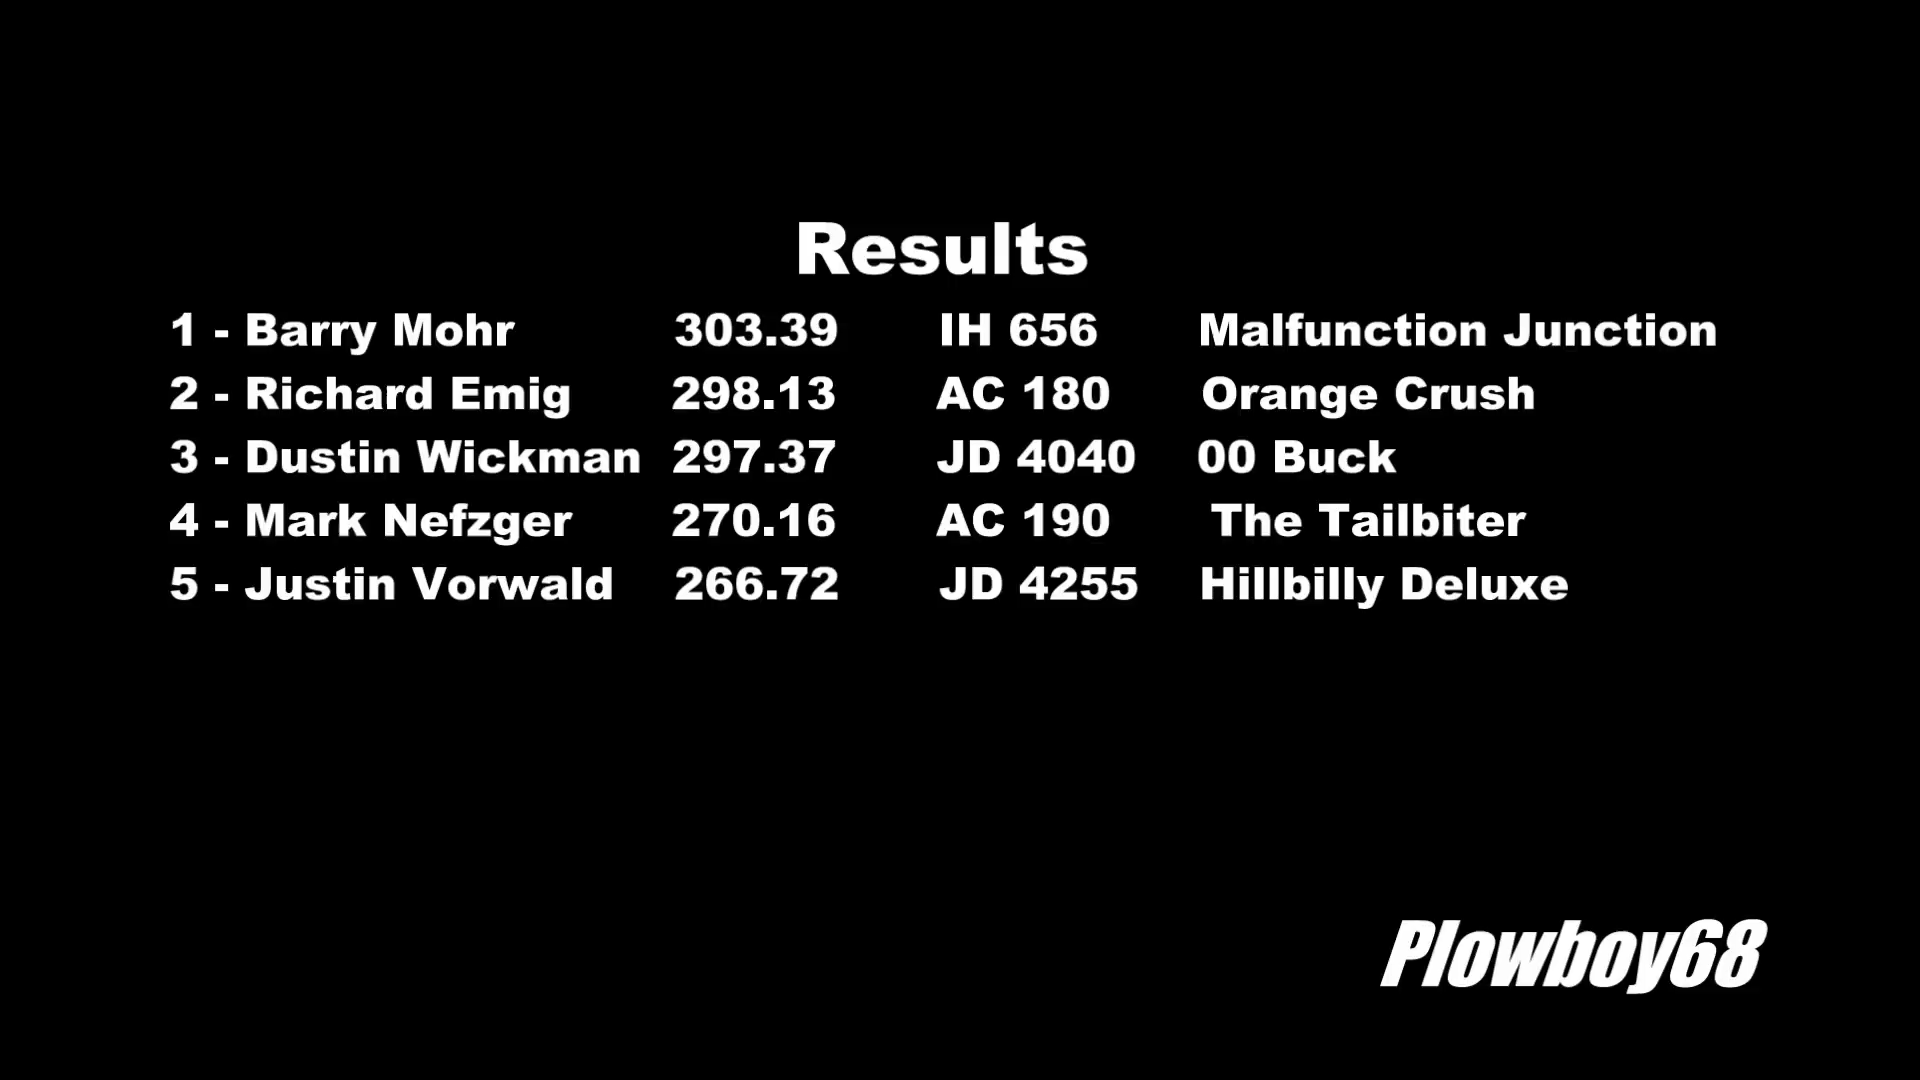 Results
1 - Barry Mohr 303.39 IH 656 Malfunction Junction
2 - Richard Emig 298.13 AC 180 Orange Crush
3 - Dustin Wickman 297.37 JD 4040 00 Buck
4 - Mark Nefzger 270.16 AC 190 The Tailbiter
5 - Justin Vorwald 266.72 JD 4255 Hillbilly Deluxe
Plowboy68